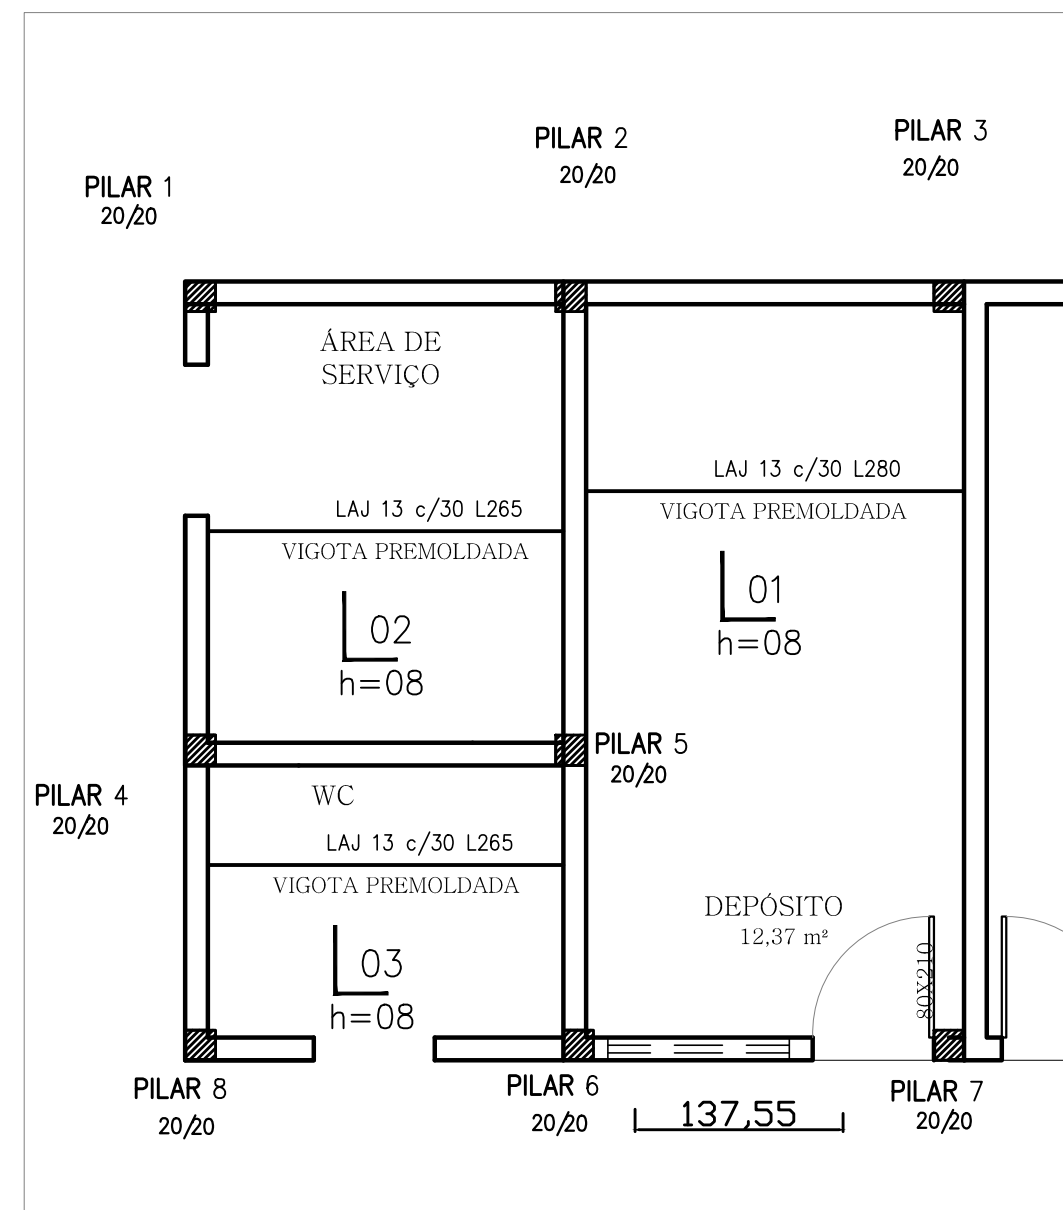 PILAR 2
20/20
PILAR 3
20/20
PILAR 1
20/20
ÁREA DE
SERVIÇO
LAJ 13 c/30 L280
VIGOTA PREMOLDADA
LAJ 13 c/30 L265
VIGOTA PREMOLDADA
01
h=08
02
h=08
PILAR 5
20/20
PILAR 4
20/20
WC
LAJ 13 c/30 L265
VIGOTA PREMOLDADA
DEPÓSITO
12,37 m²
80X210
03
h=08
PILAR 8
20/20
PILAR 6
20/20
137,55
PILAR 7
20/20